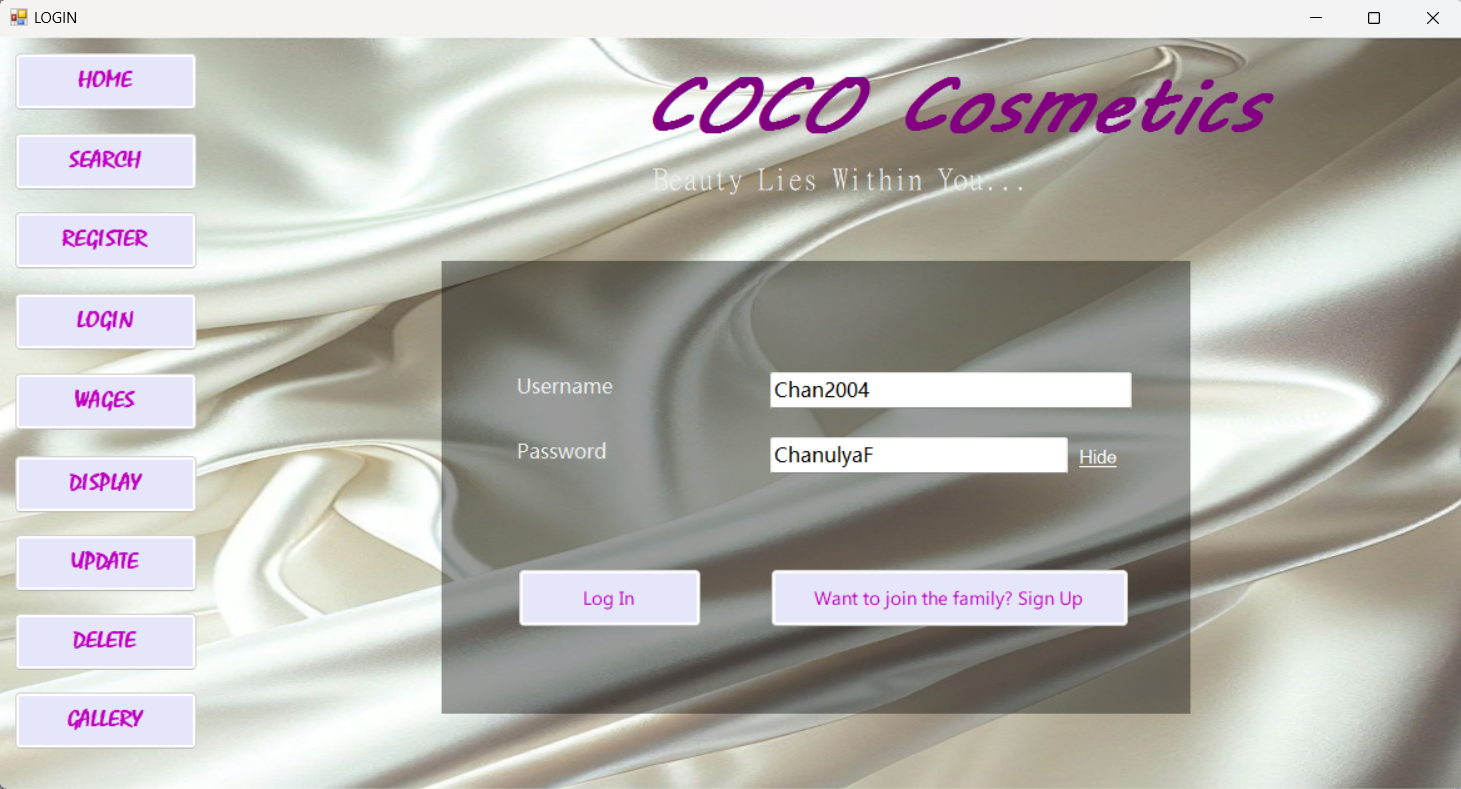 LOGIN
HOME
SEARCH
REGISTER
LOGIN
WAGES
DISPLAY
UPDATE
DELETE
GALLERY
COCO Cosmetics
Beauty Lies Within You...
Username
Chan2004
Password
ChanulyaF
Hide
Log In
Want to join the family? Sign Up